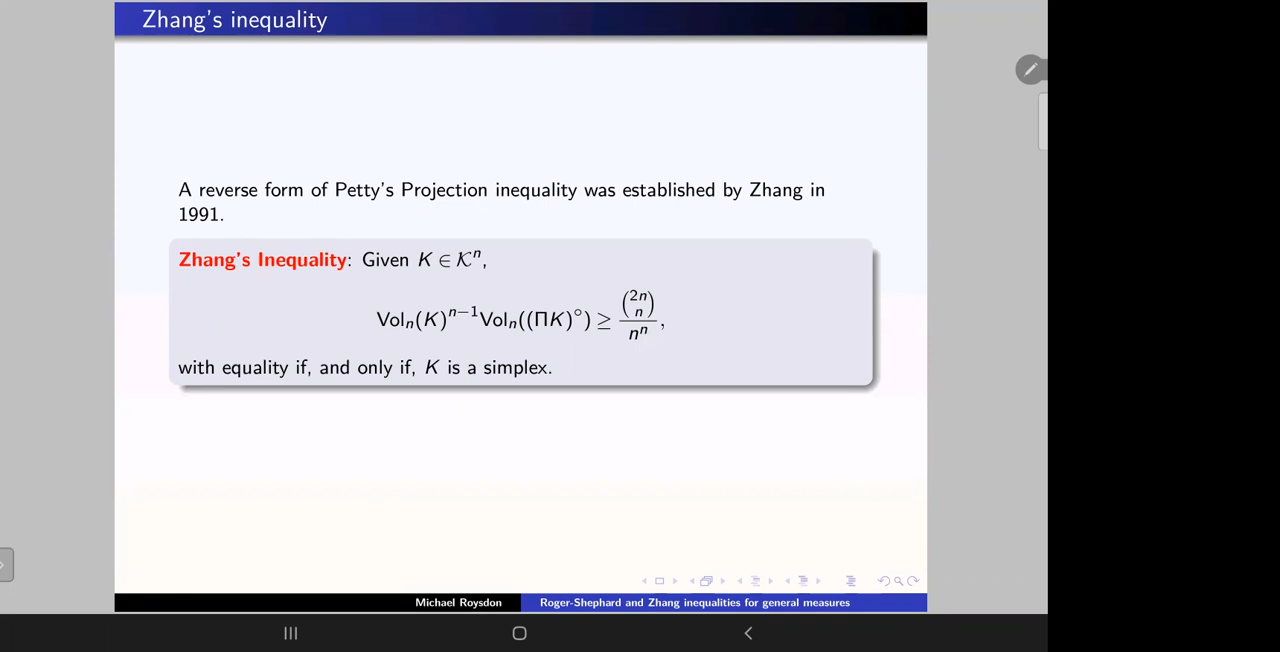 Zhang's inequality
A reverse form of Petty's Projection inequality was established by Zhang in
1991.
Zhang's Inequality: Given K ∈ 𝒦ⁿ,
Volₙ(K)ⁿ⁻¹Volₙ((ΠK)°) ≥ \frac{\binom{2n}{n}}{nⁿ},
with equality if, and only if, K is a simplex.
Michael Roysdon Roger-Shephard and Zhang inequalities for general measures